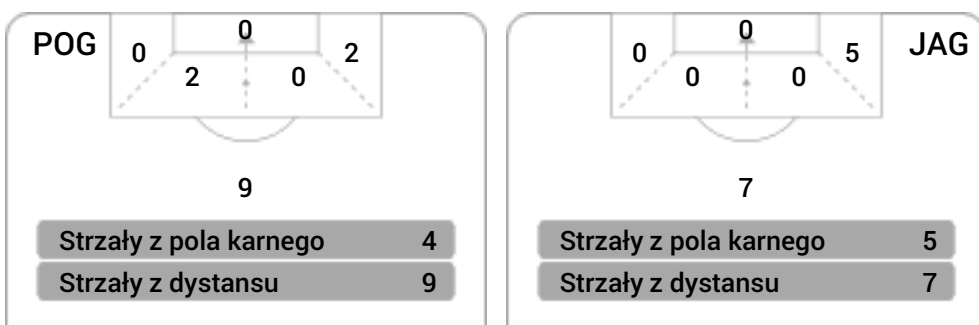 POG
0
0
2
2
0
9
Strzały z pola karnego 4
Strzały z dystansu 9
JAG
0
0
5
0
0
7
Strzały z pola karnego 5
Strzały z dystansu 7